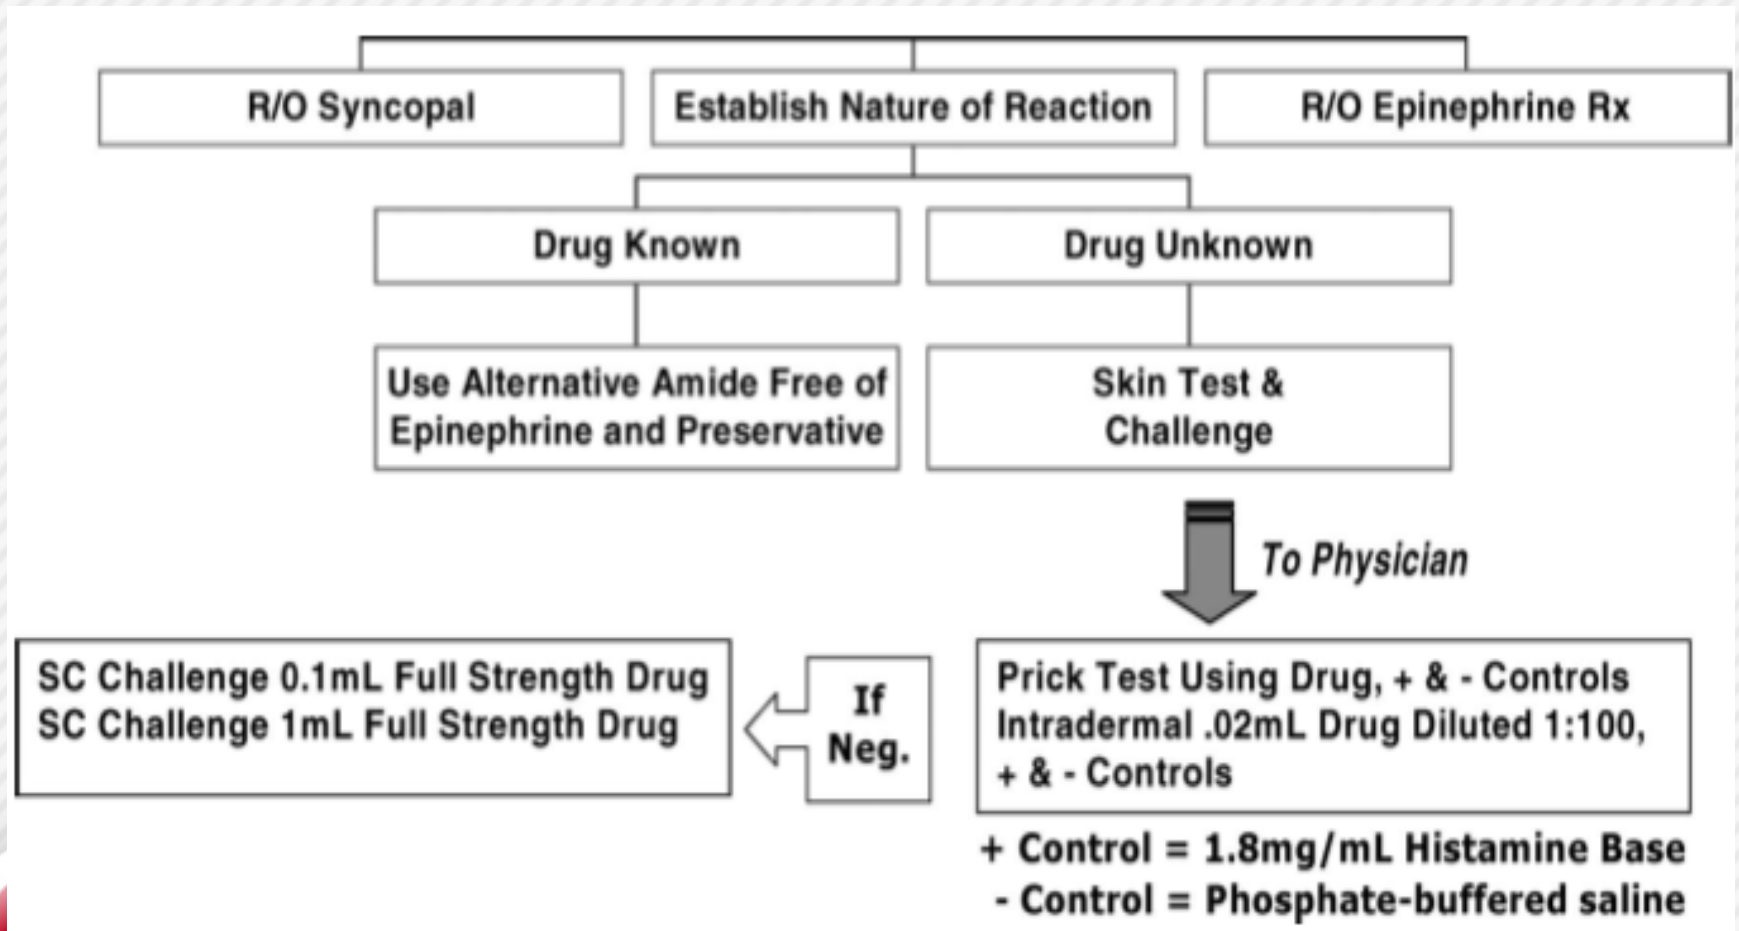 R/O Syncopal
Establish Nature of Reaction
R/O Epinephrine Rx
Drug Known
Drug Unknown
Use Alternative Amide Free of
Epinephrine and Preservative
Skin Test &
Challenge
To Physician
SC Challenge 0.1mL Full Strength Drug
SC Challenge 1mL Full Strength Drug
If
Neg.
Prick Test Using Drug, + & - Controls
Intradermal .02mL Drug Diluted 1:100,
+ & - Controls
+ Control = 1.8mg/mL Histamine Base
- Control = Phosphate-buffered saline